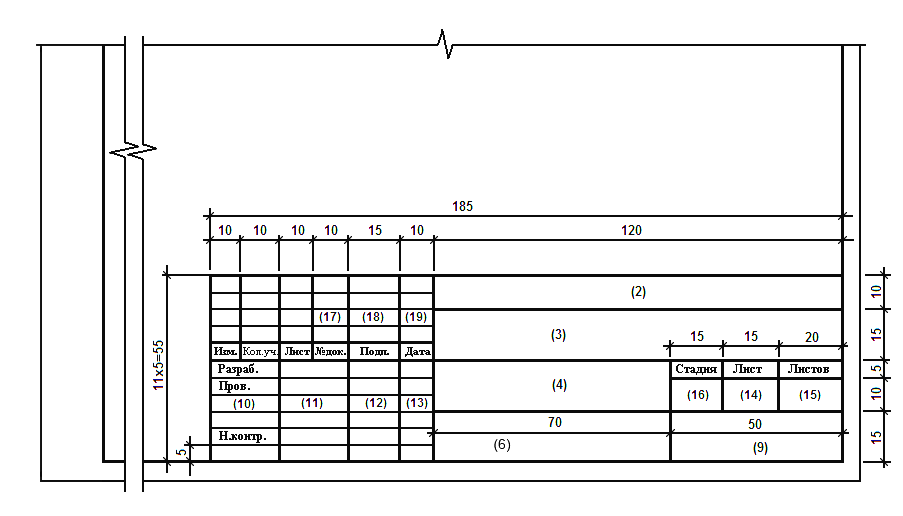 185
10 10 10 10 15 10 120
(2)
10
(17) (18) (19)
(3)
15 15 20
15
Изм. Кол.уч. Лист №док. Подп. Дата
11x5=55
Разраб.
Стадия Лист Листов
5
Пров.
(4)
(16) (14) (15)
10
(10) (11) (12) (13)
70 50
Н.контр.
15
5
(6)
(9)